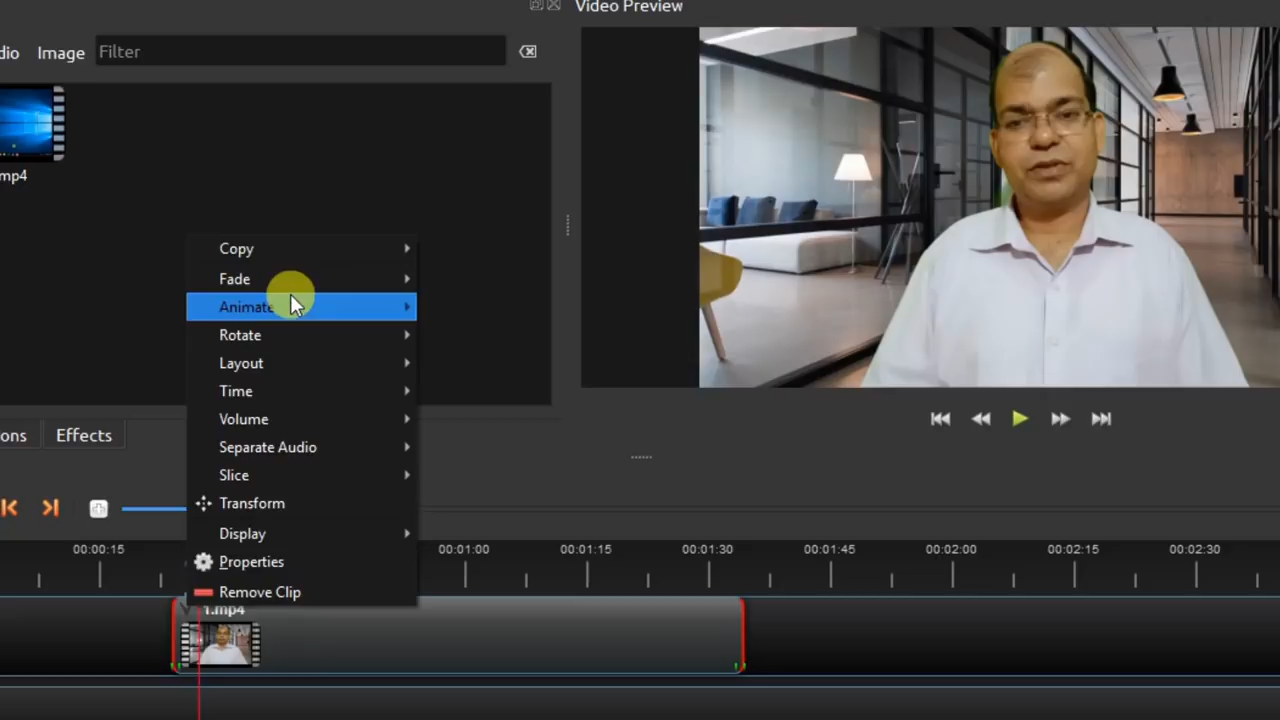 Video Preview
dio
Image
Filter
mp4
Copy
Fade
Animate
Rotate
Layout
Time
Volume
Separate Audio
Slice
Transform
Display
Properties
Remove Clip
ons
Effects
00:00:15
00:01:00
00:01:15
00:01:30
00:01:45
00:02:00
00:02:15
00:02:30
1.mp4